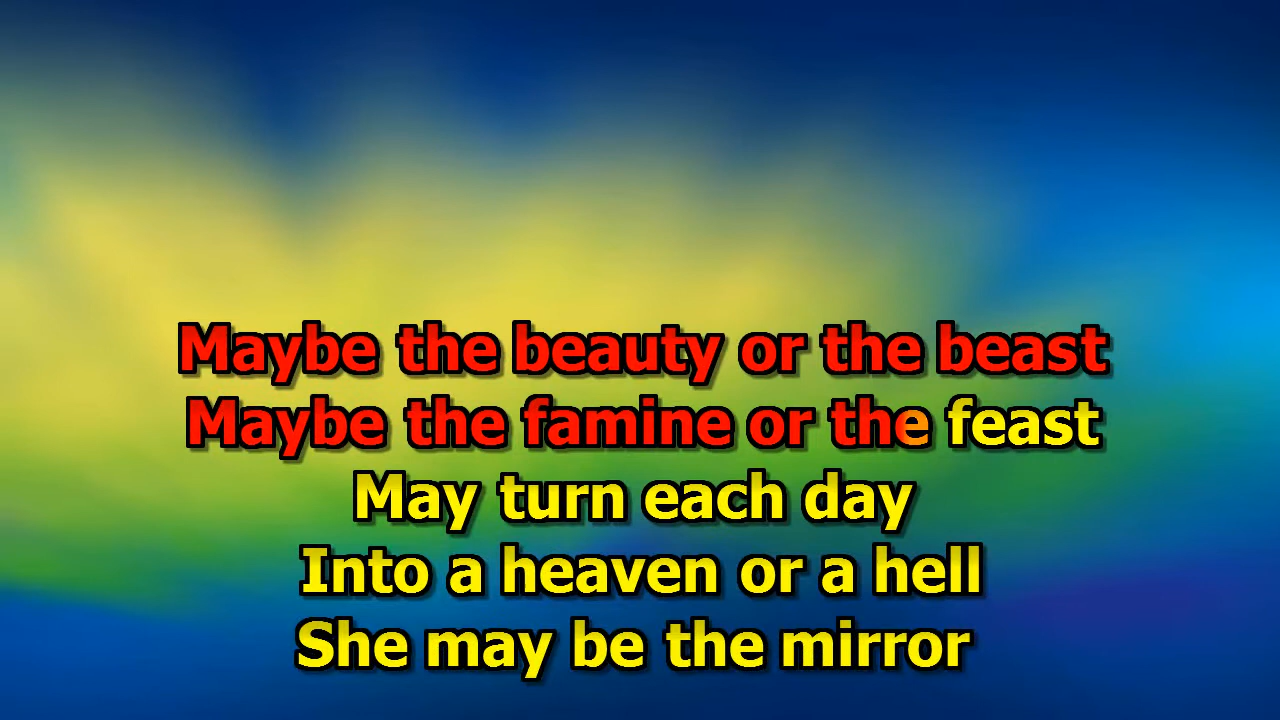 Maybe the beauty or the beast
Maybe the famine or the feast
May turn each day
Into a heaven or a hell
She may be the mirror